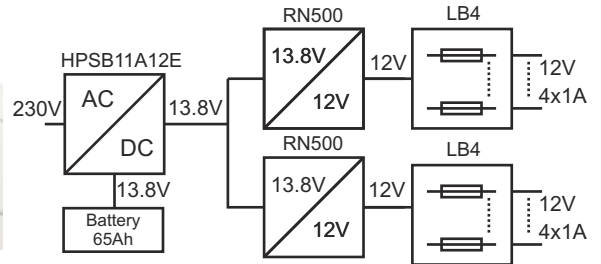 HPSB11A12E
230V
AC
DC
13.8V
13.8V
Battery
65Ah
RN500
13.8V
12V
12V
LB4
12V
4x1A
RN500
13.8V
12V
12V
LB4
12V
4x1A